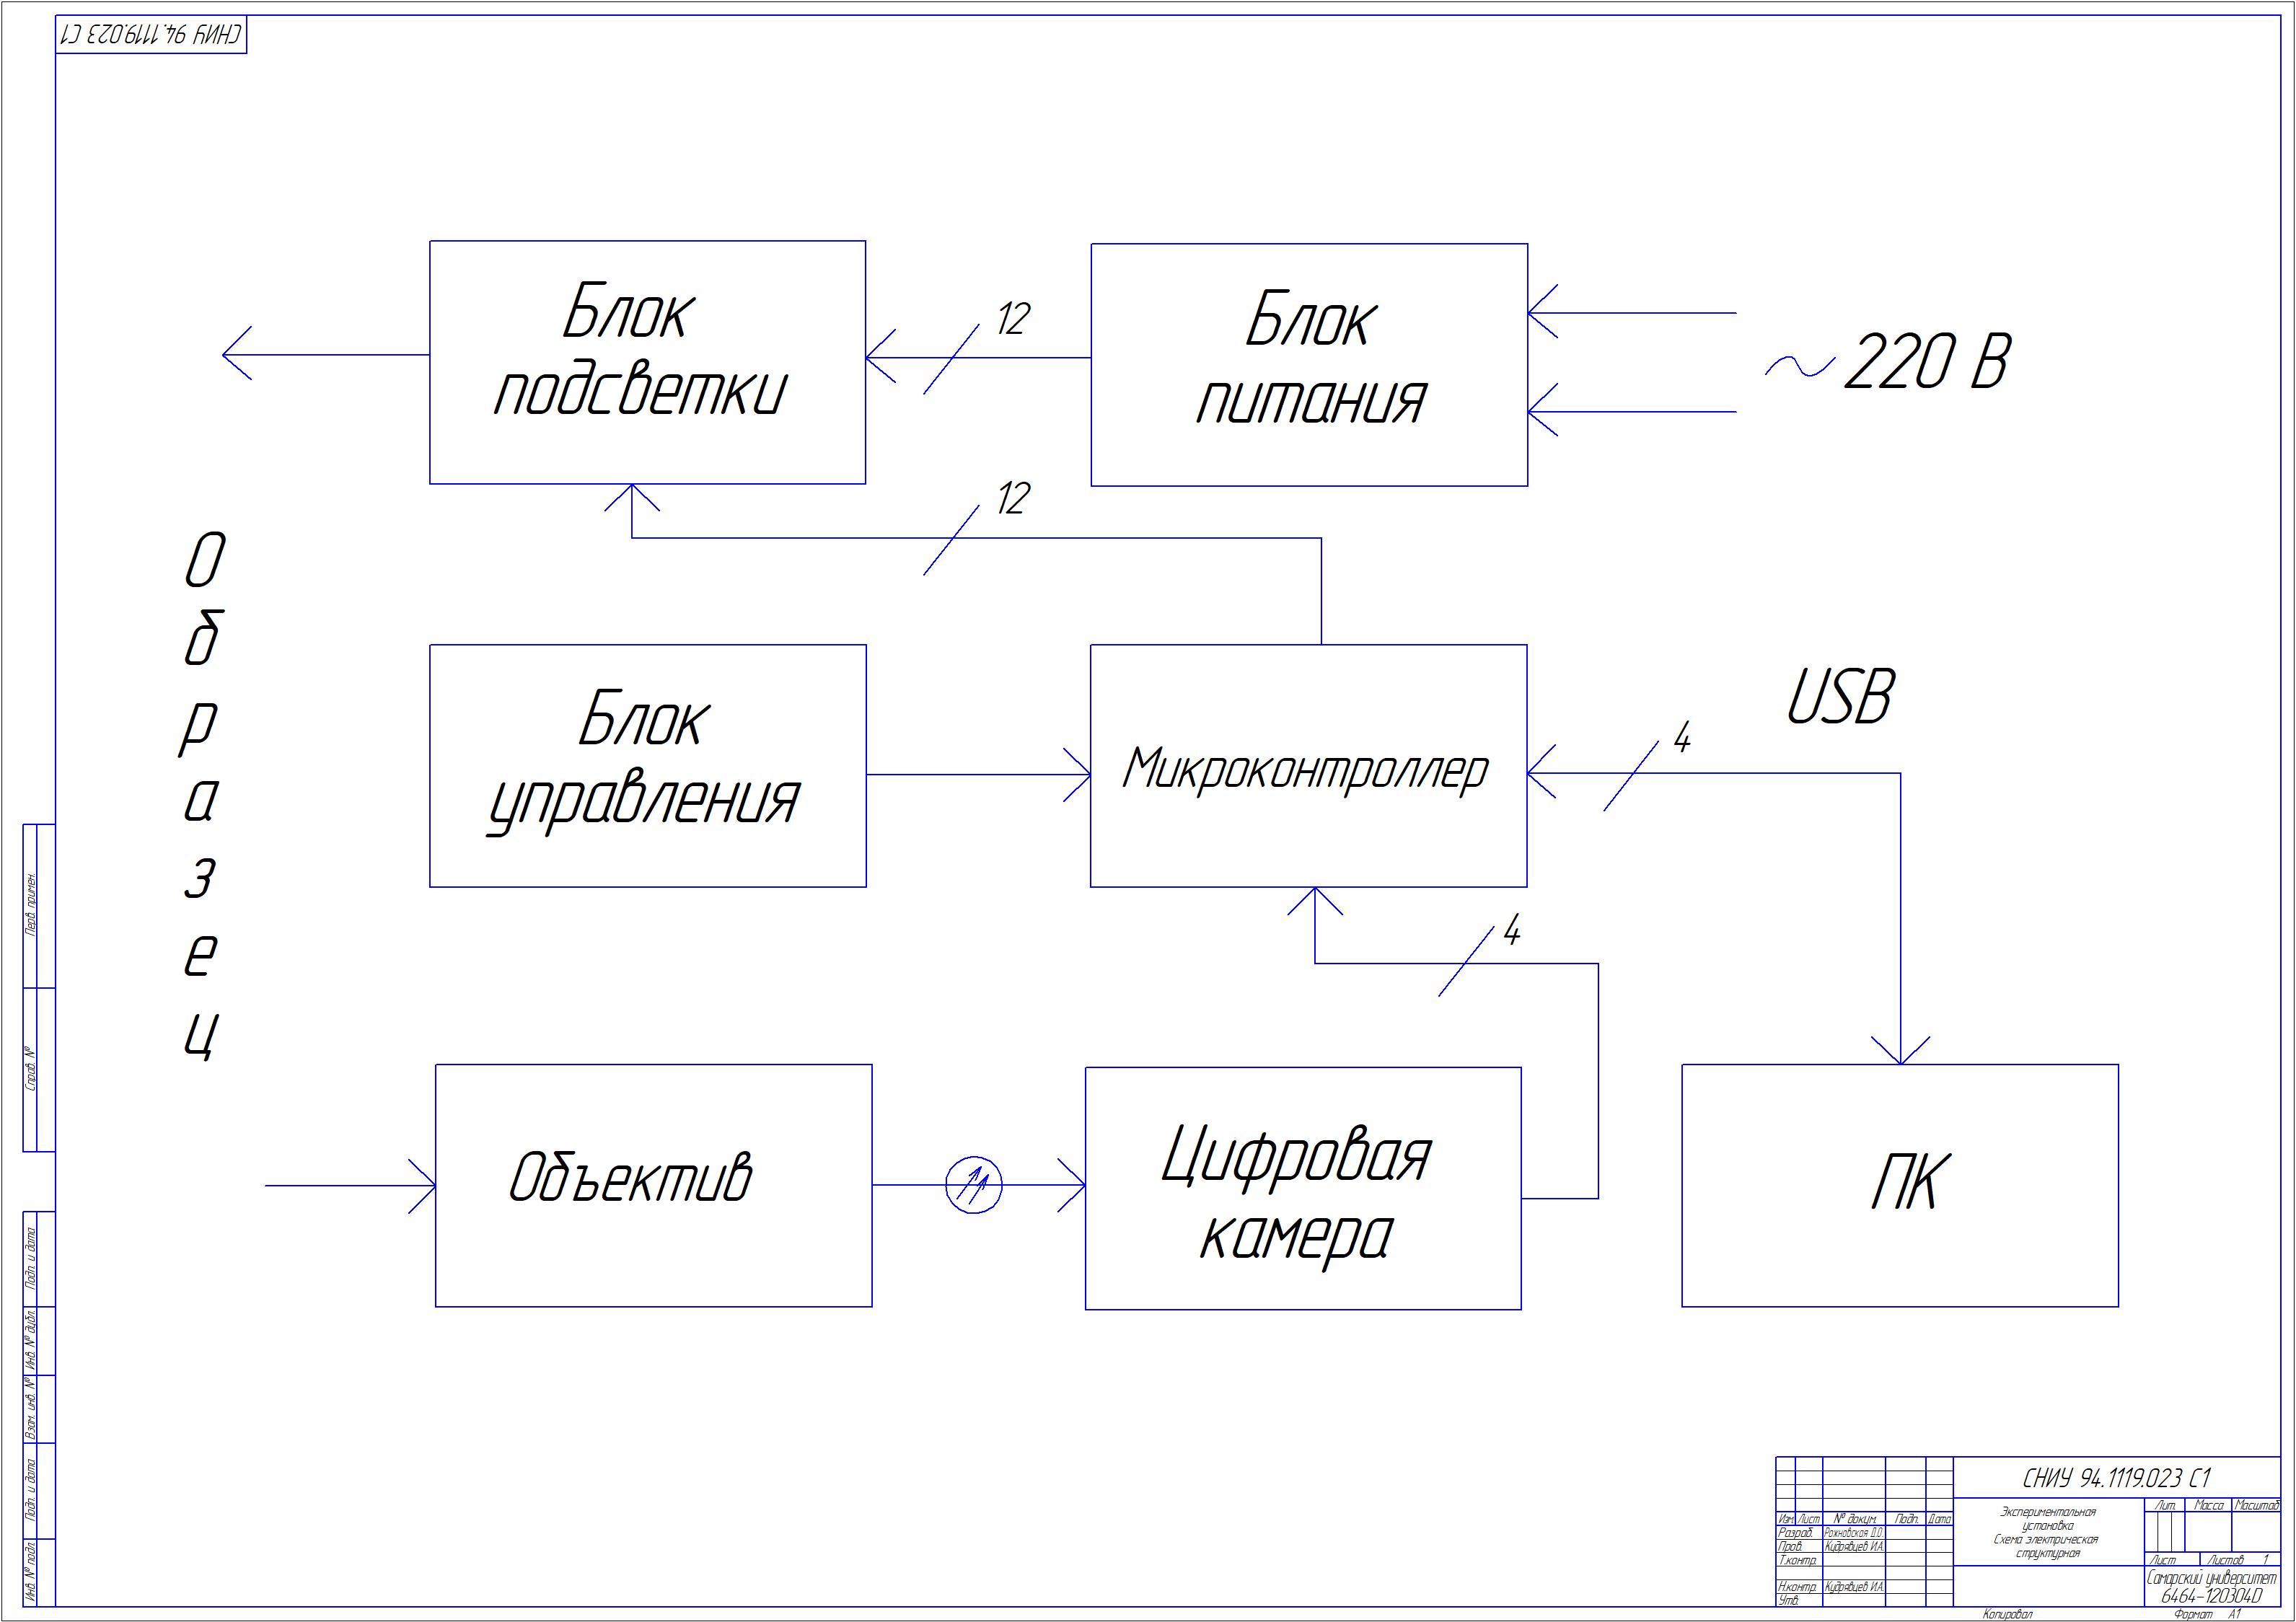 СНИУ 94.1119.023 С1
Блок
подсветки
12
Блок
питания
220 В
12
Образец
Блок
управления
Микроконтроллер
USB
4
4
Объектив
Цифровая
камера
ПК
Перв. примен.
Справ. №
Подп. и дата
Инв. № дубл.
Взам. инв. №
Подп. и дата
Инв. № подл.
СНИУ 94.1119.023 С1
Экспериментальная
установка
Схема электрическая
структурная
Лит. Масса Масштаб
Изм. Лист № докум. Подп. Дата
Разраб. Рожновская Д.О.
Пров. Кудрявцев И.А.
Т.контр.
Лист Листов 1
Н.контр. Кудрявцев И.А.
Утв.
Самарский университет
6464-120304D
Копировал Формат А1